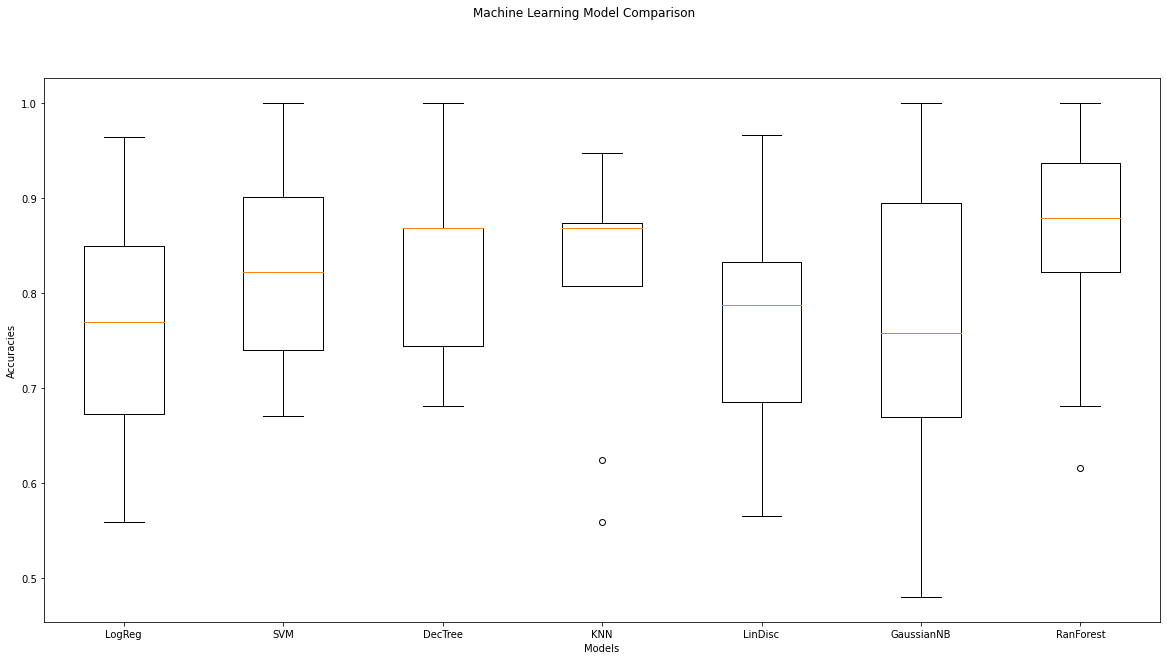 Machine Learning Model Comparison
1.0
0.9
0.8
0.7
0.6
0.5
Accuracies
LogReg SVM DecTree KNN LinDisc GaussianNB RanForest
Models